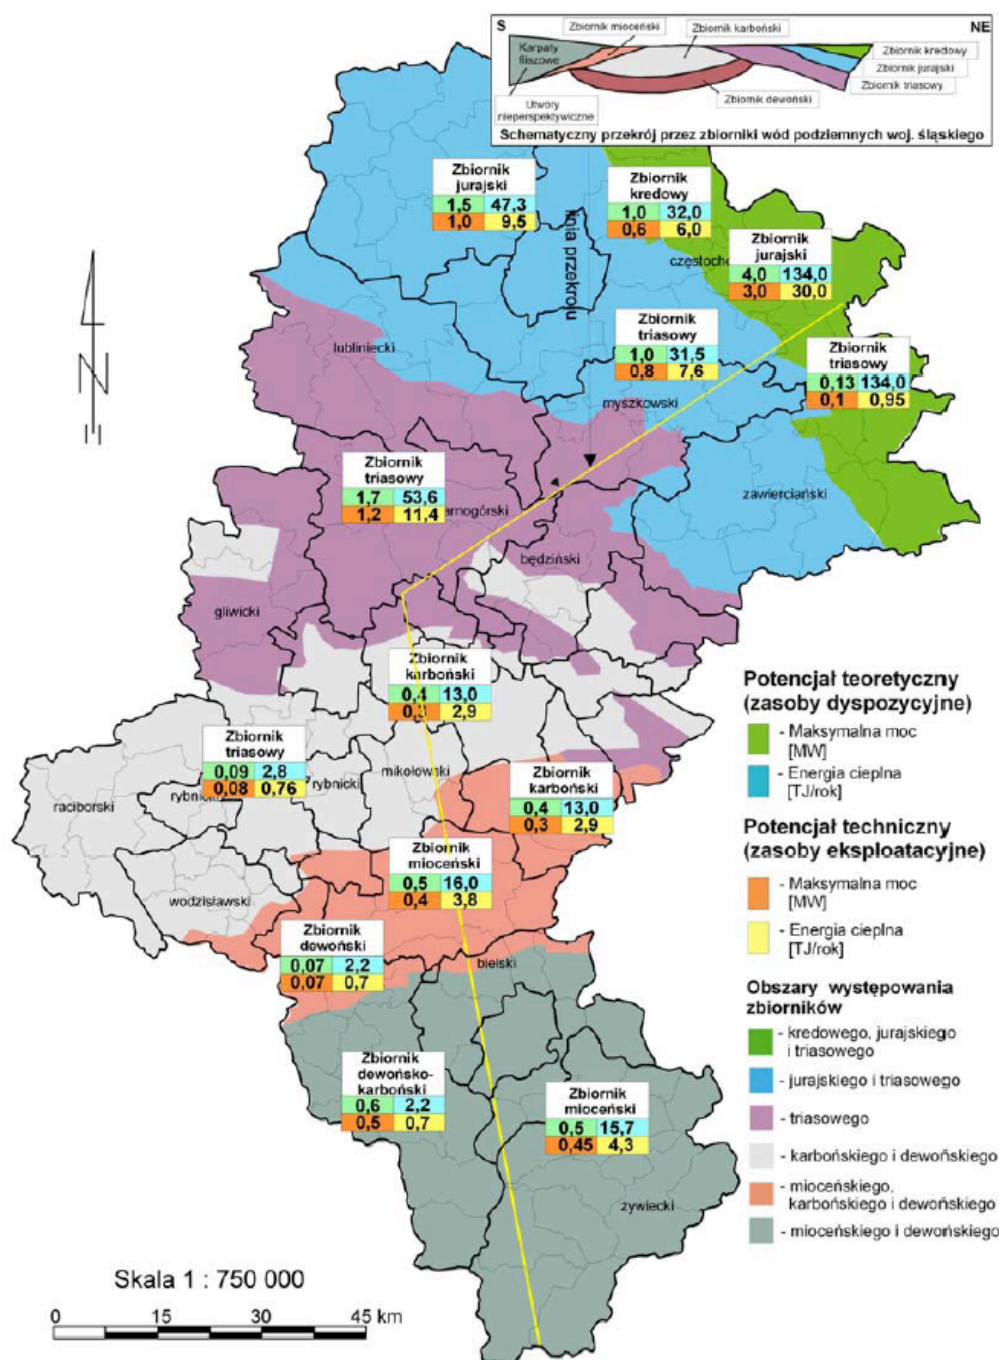 S
NE
Zbiornik mioceński
Zbiornik karboński
Karpaty
fliszowe
Zbiornik kredowy
Zbiornik jurajski
Zbiornik triasowy
Zbiornik dewoński
Utwory
nieperspektywiczne
Schematyczny przekrój przez zbiorniki wód podziemnych woj. śląskiego
Zbiornik
jurajski
1,5 47,3
1,0 9,5
Zbiornik
kredowy
1,0 32,0
0,6 6,0
linia przekroju
częstocho
Zbiornik
jurajski
4,0 134,0
3,0 30,0
Zbiornik
triasowy
1,0 31,5
0,8 7,6
Zbiornik
triasowy
0,13 134,0
0,1 0,95
lubliniecki
myszkowski
Zbiornik
triasowy
1,7 53,6
1,2 11,4
arnogórski
zawierciański
będziński
gliwicki
Zbiornik
karboński
0,4 13,0
0,3 2,9
Zbiornik
triasowy
0,09 2,8
0,08 0,76
raciborski
rybnicki
rybnicki
mikołowski
Zbiornik
karboński
0,4 13,0
0,3 2,9
Zbiornik
mioceński
0,5 16,0
0,4 3,8
wodzisławski
Zbiornik
dewoński
0,07 2,2
0,07 0,7
bielski
Zbiornik
dewońsko-
karboński
0,6 2,2
0,5 0,7
Zbiornik
mioceński
0,5 15,7
0,45 4,3
żywiecki
Potencjał teoretyczny
(zasoby dyspozycyjne)
- Maksymalna moc
[MW]
- Energia cieplna
[TJ/rok]
Potencjał techniczny
(zasoby eksploatacyjne)
- Maksymalna moc
[MW]
- Energia cieplna
[TJ/rok]
Obszary występowania
zbiorników
- kredowego, jurajskiego
i triasowego
- jurajskiego i triasowego
- triasowego
- karbońskiego i dewońskiego
- mioceńskiego,
karbońskiego i dewońskiego
- mioceńskiego i dewońskiego
Skala 1 : 750 000
0 15 30 45 km